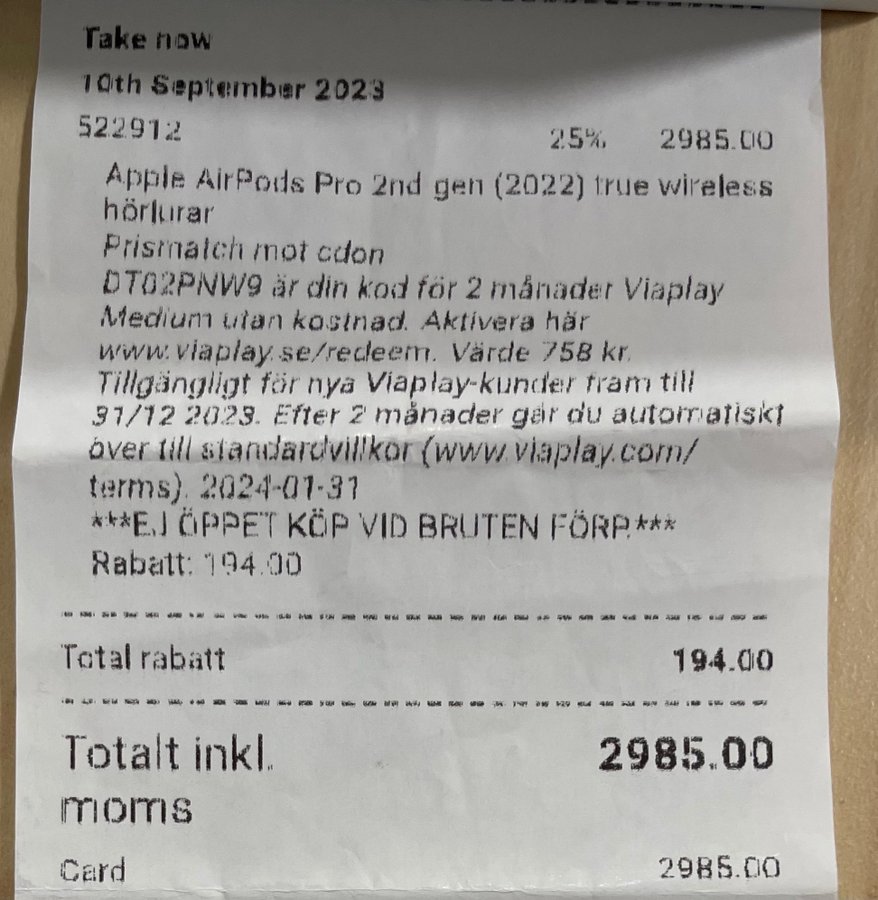 Take now
10th September 2023
522912 25% 2985.00
Apple AirPods Pro 2nd gen (2022) true wireless
hörlurar
Prismatch mot cdon
DT02PNW9 är din kod för 2 månader Viaplay
Medium utan kostnad. Aktivera här
www.viaplay.se/redeem. Värde 758 kr.
Tillgängligt för nya Viaplay-kunder fram till
31/12 2023. Efter 2 månader går du automatiskt
över till standardvillkor (www.viaplay.com/
terms). 2024-01-31
***EJ ÖPPET KÖP VID BRUTEN FÖRP.***
Rabatt: 194.00
Total rabatt 194.00
Totalt inkl. 2985.00
moms
Card 2985.00